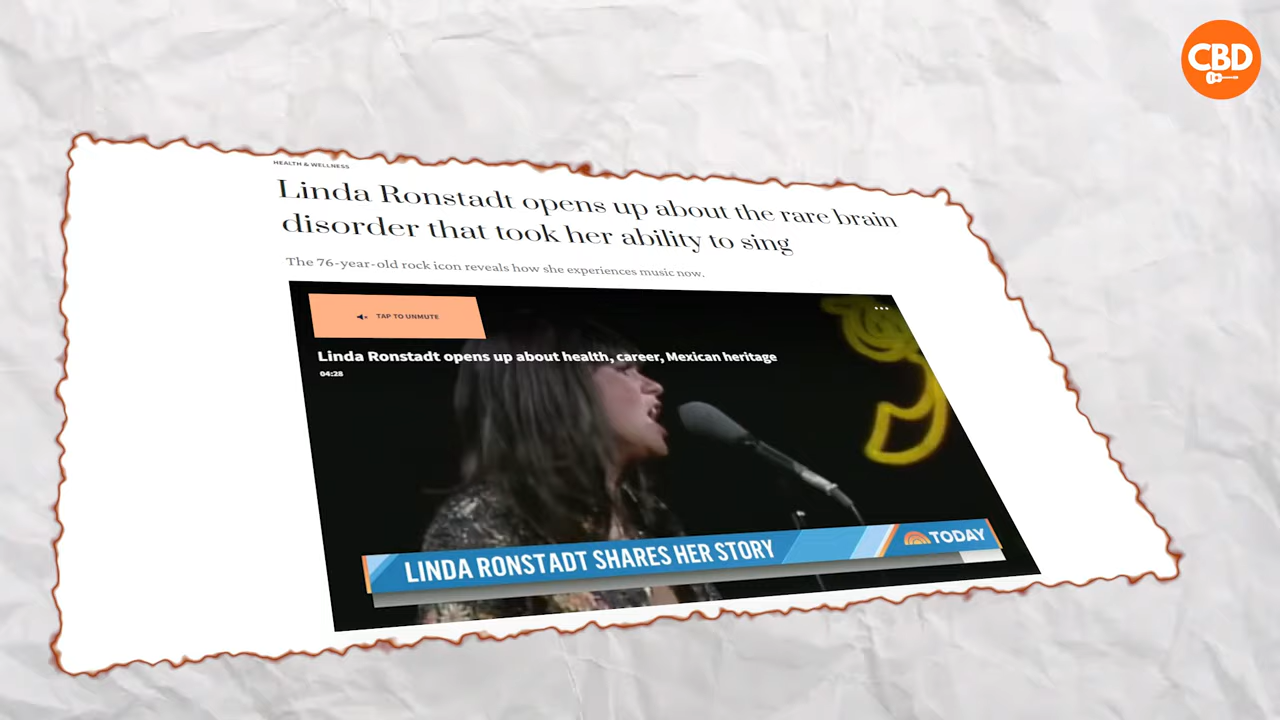 CBD
HEALTH & WELLNESS
Linda Ronstadt opens up about the rare brain
disorder that took her ability to sing
The 76-year-old rock icon reveals how she experiences music now.
TAP TO UNMUTE
Linda Ronstadt opens up about health, career, Mexican heritage
04:28
LINDA RONSTADT SHARES HER STORY
TODAY